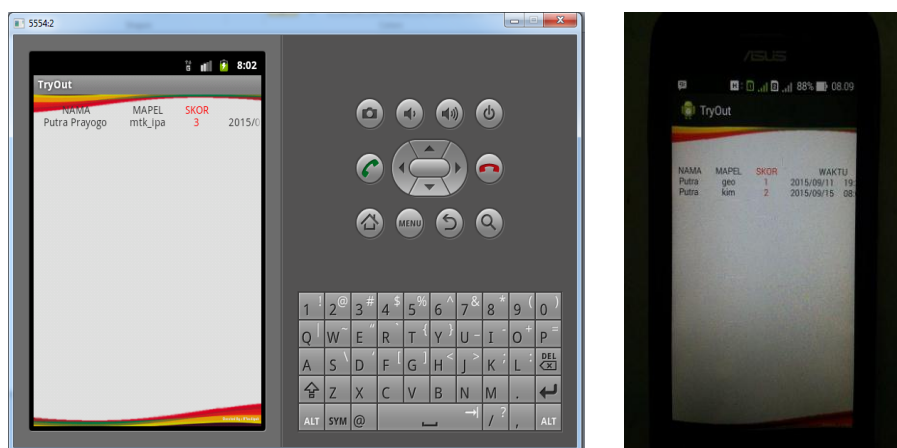 5554:2
8:02
TryOut
NAMA MAPEL SKOR
Putra Prayogo mtk_ipa 3 2015/0
MENU
1 ! 2 @ 3 # 4 $ 5 % 6 ^ 7 & 8 * 9 ( 0 )
Q | W ~ E " R ` T { Y } U _ I - O + P =
A S \ D ' F [ G ] H < J > K ; L : DEL
Z X C V B N M .
ALT SYM @ / ? , ALT
ASUS
H 88% 08.09
TryOut
NAMA MAPEL SKOR WAKTU
Putra geo 1 2015/09/11 19:
Putra kim 2 2015/09/15 08: